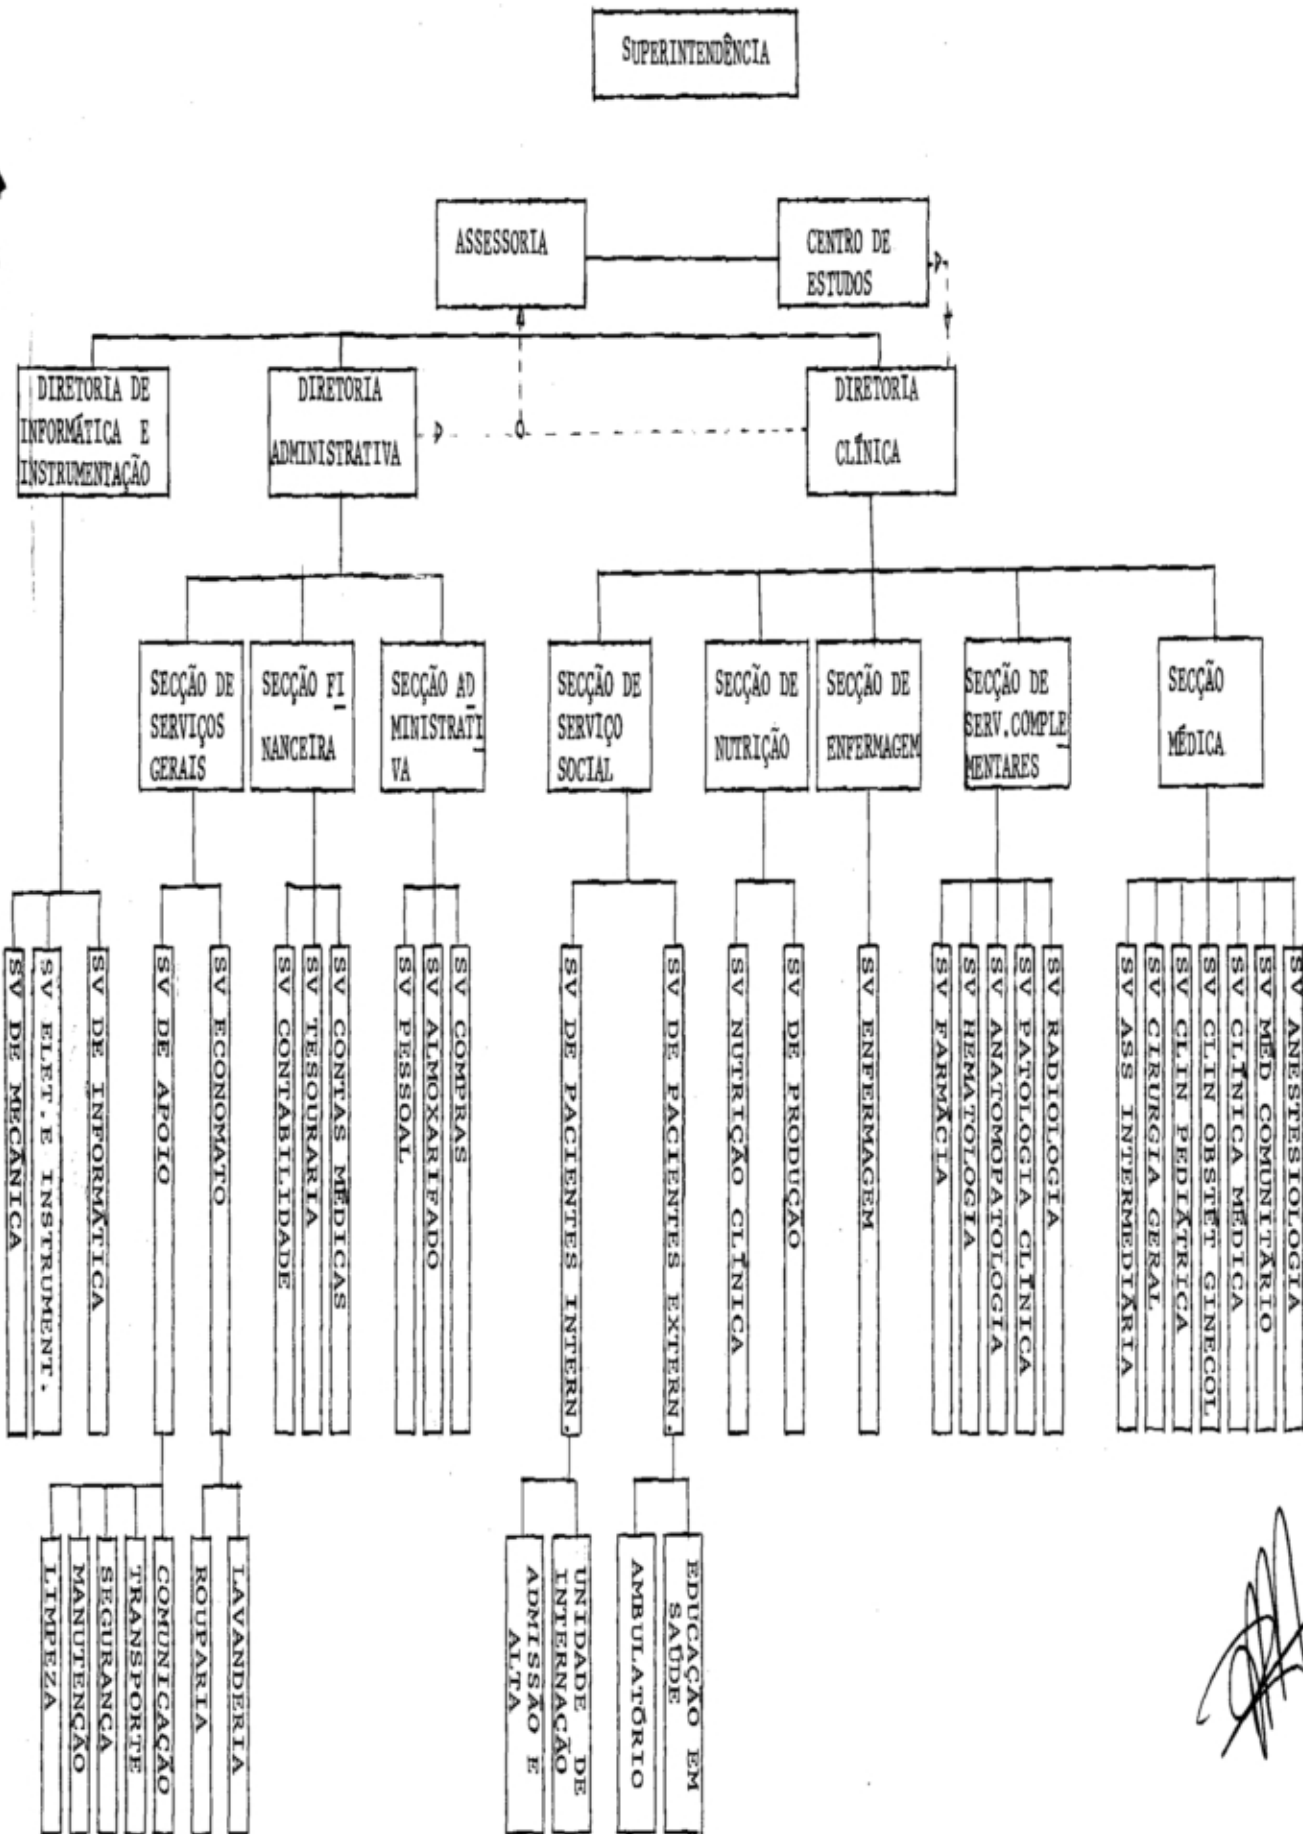 SUPERINTENDÊNCIA
ASSESSORIA
CENTRO DE
ESTUDOS
DIRETORIA DE
INFORMÁTICA E
INSTRUMENTAÇÃO
DIRETORIA
ADMINISTRATIVA
DIRETORIA
CLÍNICA
SECÇÃO DE
SERVIÇOS
GERAIS
SECÇÃO FI
NANCEIRA
SECÇÃO AD
MINISTRATI
VA
SECÇÃO DE
SERVIÇO
SOCIAL
SECÇÃO DE
NUTRIÇÃO
SECÇÃO DE
ENFERMAGEM
SECÇÃO DE
SERV.COMPLE
MENTARES
SECÇÃO
MÉDICA
SV DE MECÂNICA
SV ELET.E INSTRUMENT.
SV DE INFORMÁTICA
SV DE APOIO
SV ECONOMATO
SV CONTABILIDADE
SV TESOURARIA
SV CONTAS MÉDICAS
SV PESSOAL
SV ALMOXARIFADO
SV COMPRAS
SV DE PACIENTES INTERN.
SV DE PACIENTES EXTERN.
SV NUTRIÇÃO CLÍNICA
SV DE PRODUÇÃO
SV ENFERMAGEM
SV FARMÁCIA
SV HEMATOLOGIA
SV ANATOMOPATOLOGIA
SV PATOLOGIA CLÍNICA
SV RADIOLOGIA
SV ASS INTERMEDIÁRIA
SV CIRURGIA GERAL
SV CLIN PEDIÁTRICA
SV CLIN OBSTÉT GINECOL
SV CLÍNICA MÉDICA
SV MÉD COMUNITÁRIO
SV ANESTESIOLOGIA
LIMPEZA
MANUTENÇÃO
SEGURANCA
TRANSPORTE
COMUNICAÇÃO
ROUPARIA
LAVANDERIA
ADMISSÃO E
ALTA
UNIDADE DE
INTERNAÇÃO
AMBULATÓRIO
EDUCAÇÃO EM
SAÚDE